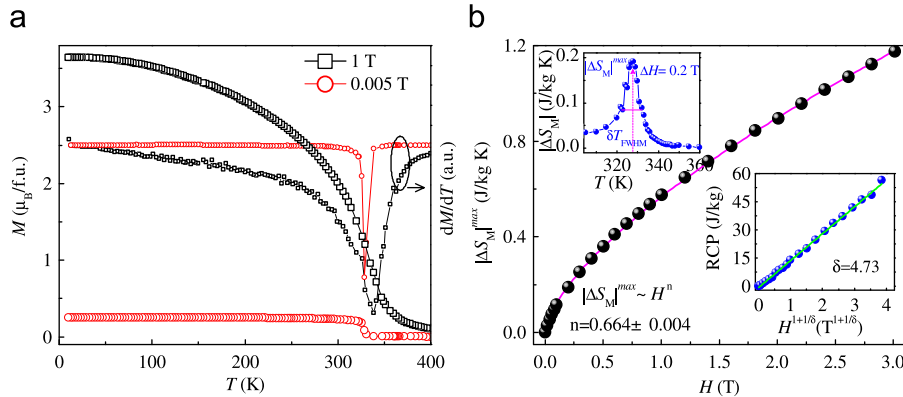 a
M (μB/f.u.)
3
2
1
0
1 T
0.005 T
dM/dT (a.u.)
0
100
200
300
400
T (K)
b
|ΔSM|max (J/kg K)
1.2
0.8
0.4
0.0
0.0
0.5
1.0
1.5
2.0
2.5
3.0
H (T)
|ΔSM|max ~ Hn
n=0.664± 0.004
|ΔSM| (J/kg K)
0.2
0.1
0.0
|ΔSM|max
ΔH= 0.2 T
δTFWHM
320
340
360
T (K)
RCP (J/kg)
60
45
30
15
0
δ=4.73
0
1
2
3
4
H1+1/δ(T1+1/δ)